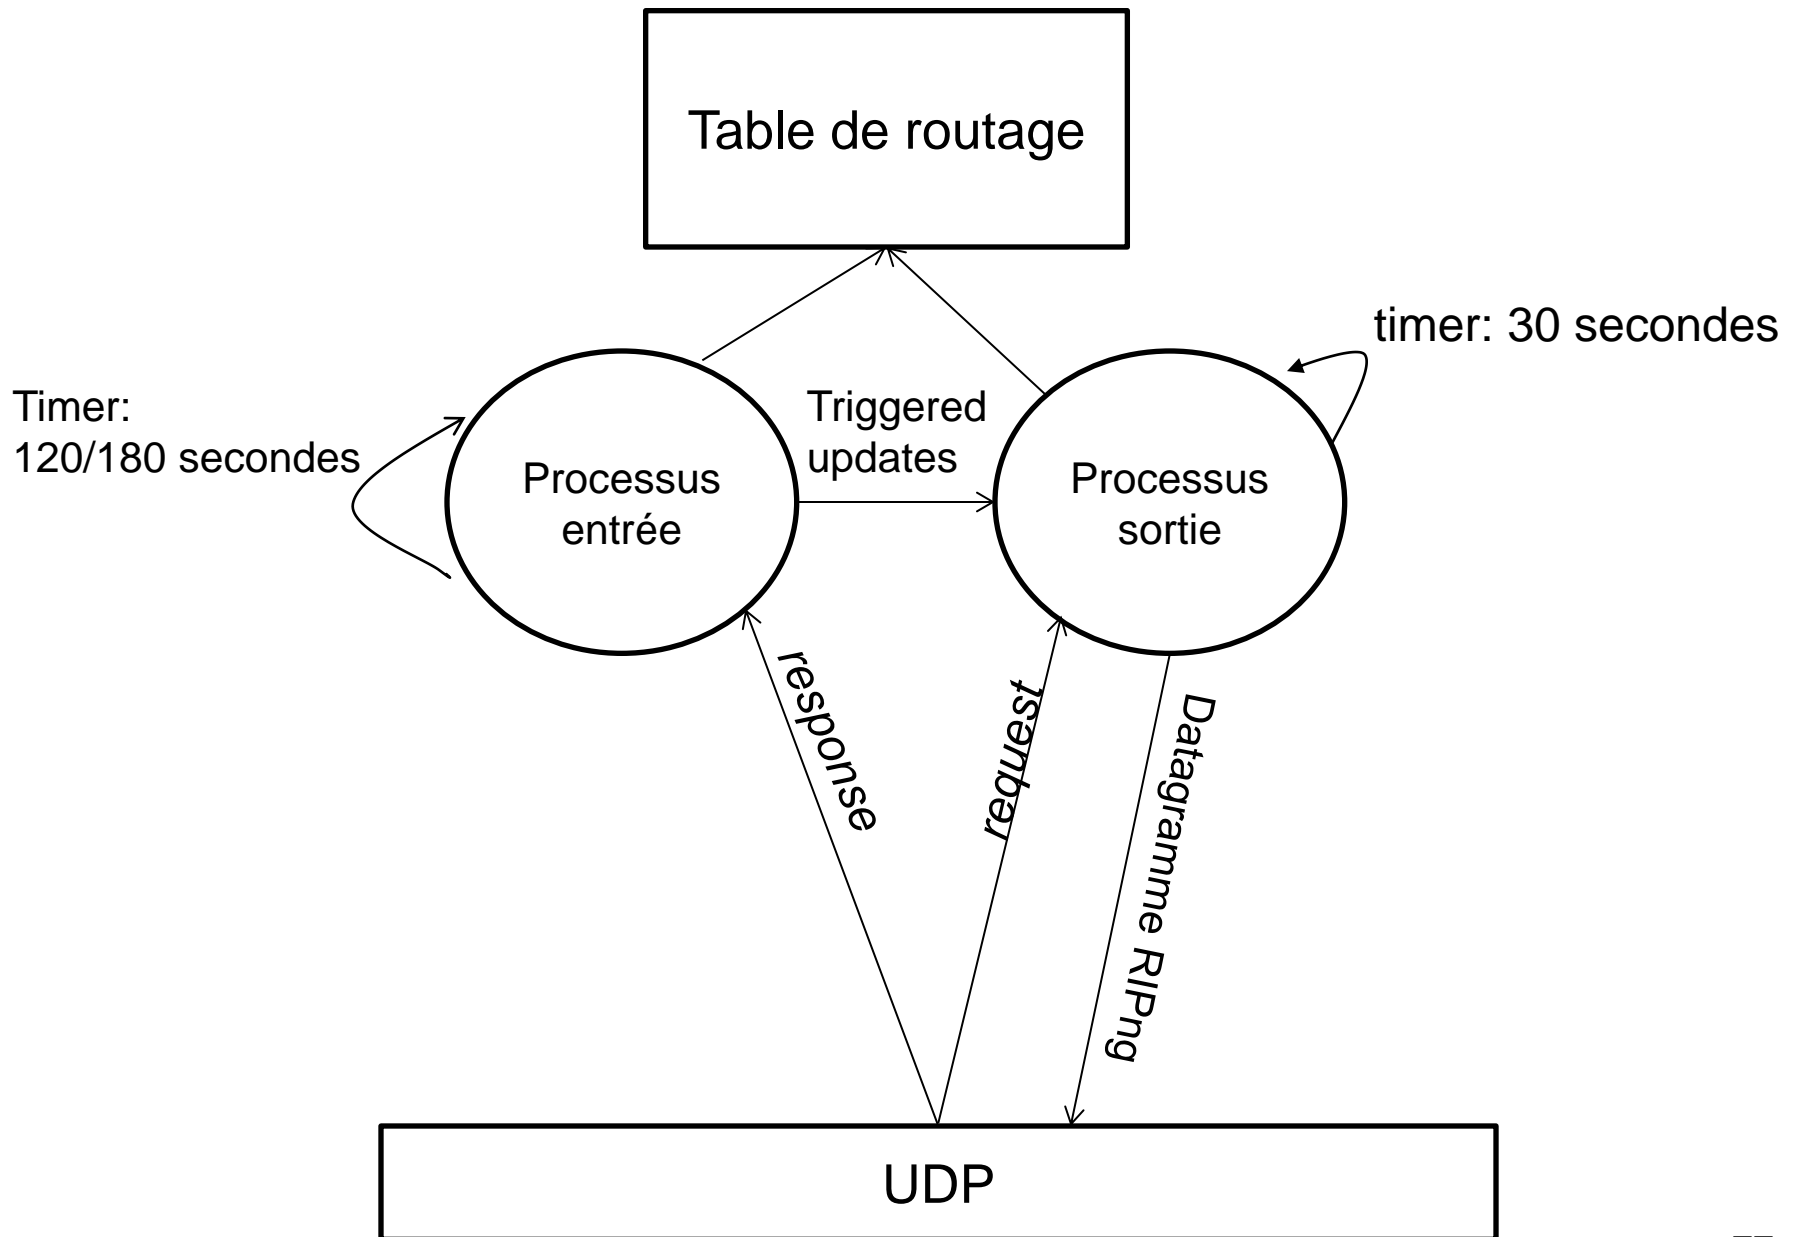 Table de routage
timer: 30 secondes
Timer:
120/180 secondes
Triggered
updates
Processus
entrée
Processus
sortie
response
request
Datagramme RIPng
UDP